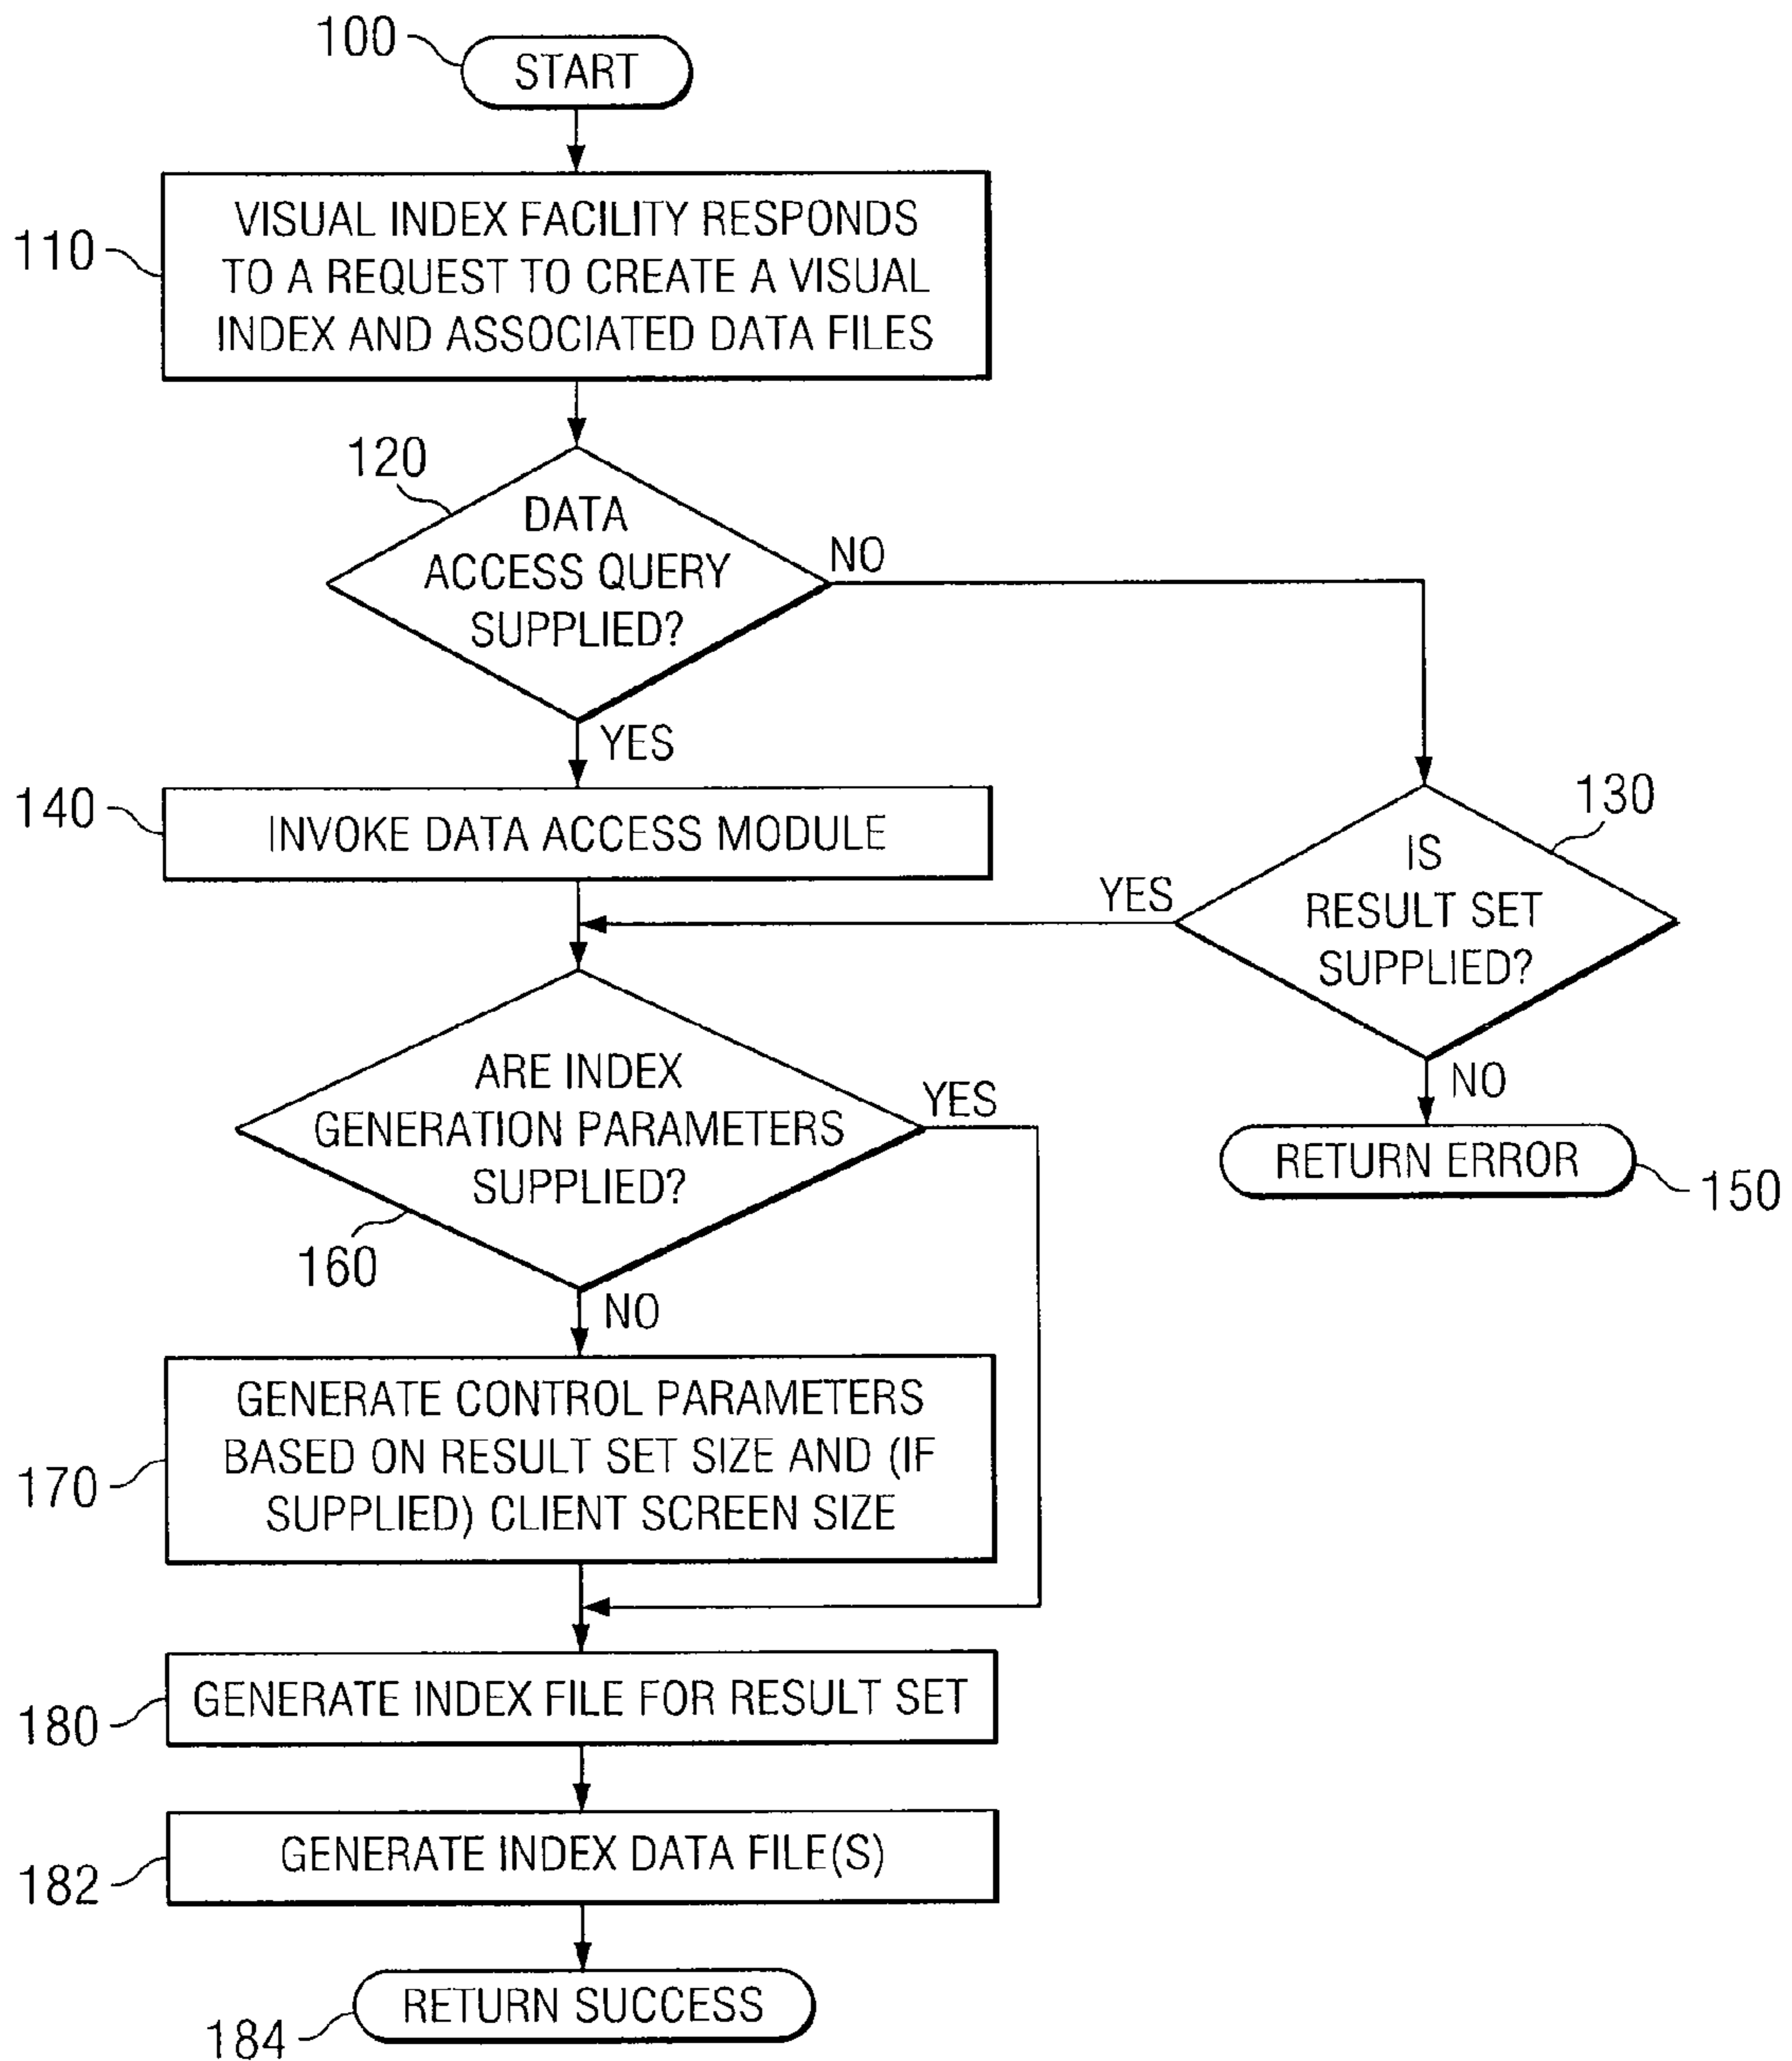 100
START
110
VISUAL INDEX FACILITY RESPONDS
TO A REQUEST TO CREATE A VISUAL
INDEX AND ASSOCIATED DATA FILES
120
DATA
ACCESS QUERY
SUPPLIED?
NO
YES
140
INVOKE DATA ACCESS MODULE
130
IS
RESULT SET
SUPPLIED?
YES
NO
RETURN ERROR
150
ARE INDEX
GENERATION PARAMETERS
SUPPLIED?
YES
160
NO
170
GENERATE CONTROL PARAMETERS
BASED ON RESULT SET SIZE AND (IF
SUPPLIED) CLIENT SCREEN SIZE
180
GENERATE INDEX FILE FOR RESULT SET
182
GENERATE INDEX DATA FILE(S)
RETURN SUCCESS
184